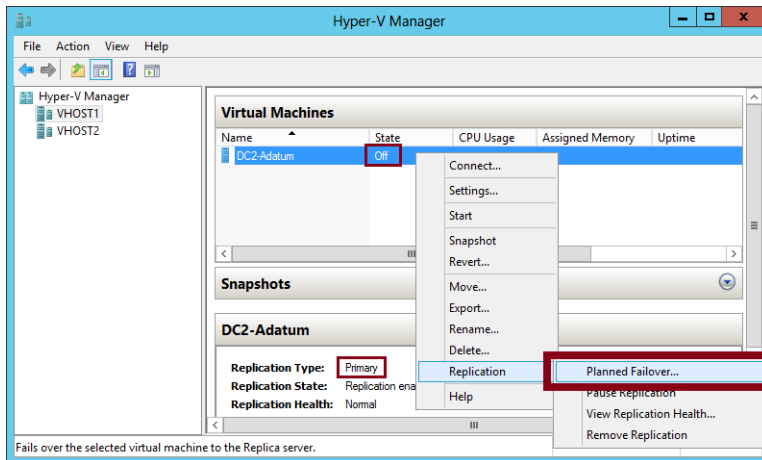 Hyper-V Manager
File Action View Help
Hyper-V Manager
VHOST1
VHOST2
Virtual Machines
Name State CPU Usage Assigned Memory Uptime
DC2-Adatum Off
Connect...
Settings...
Start
Snapshot
Revert...
Move...
Export...
Rename...
Delete...
Replication
Help
Snapshots
DC2-Adatum
Replication Type: Primary
Replication State: Replication ena
Replication Health: Normal
Planned Failover...
Pause Replication
View Replication Health...
Remove Replication
Fails over the selected virtual machine to the Replica server.